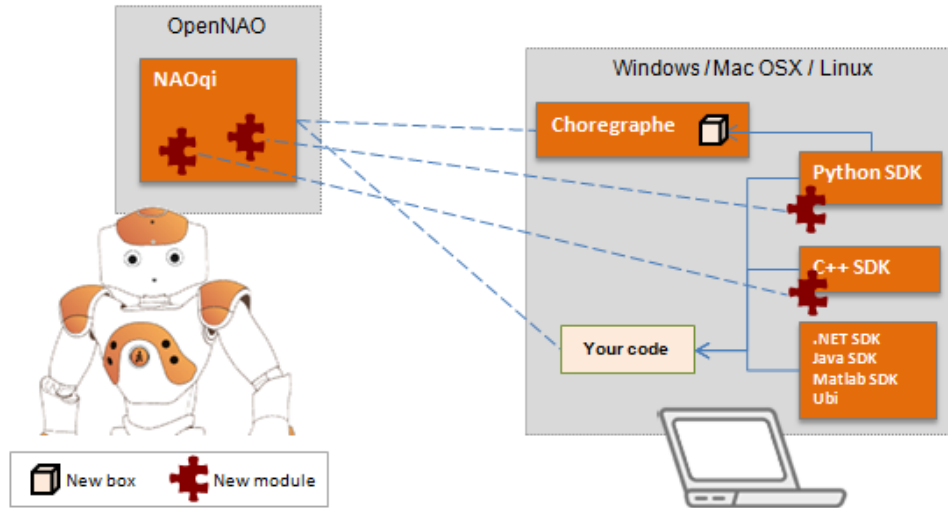 OpenNAO
NAOqi
Windows / Mac OSX / Linux
Choregraphe
Python SDK
C++ SDK
Your code
.NET SDK
Java SDK
Matlab SDK
Ubi
New box
New module